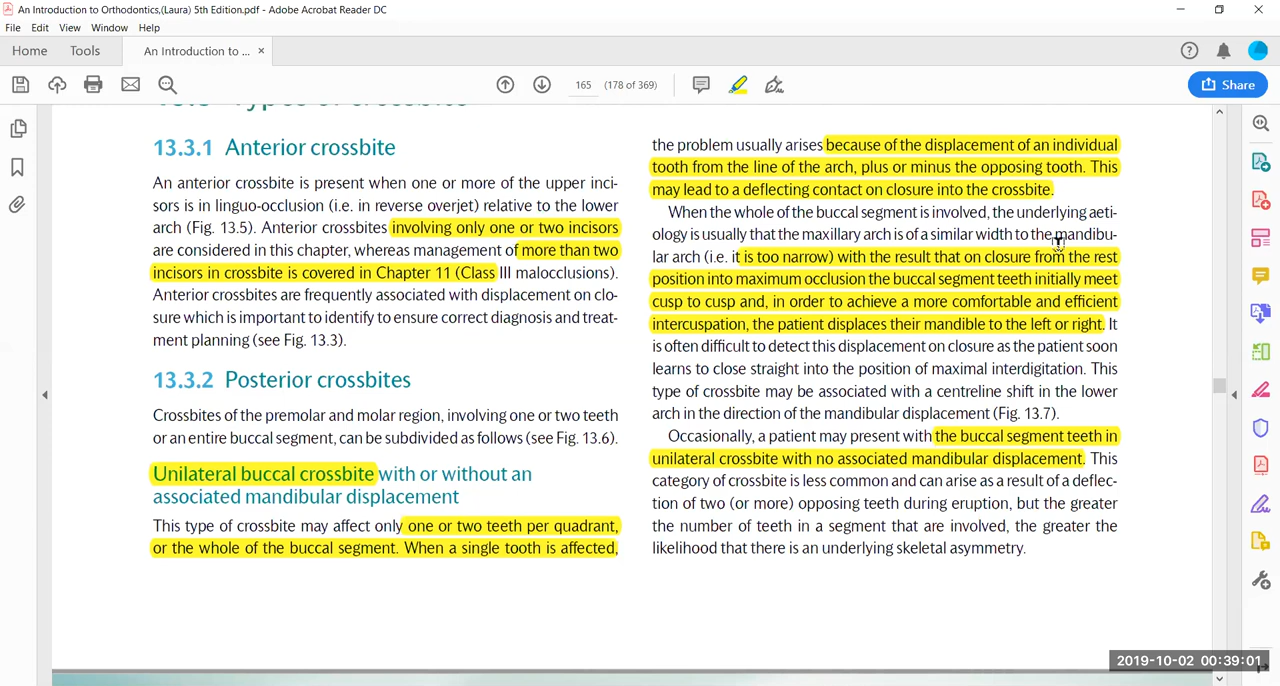 An Introduction to Orthodontics,(Laura) 5th Edition.pdf - Adobe Acrobat Reader DC
File Edit View Window Help
Home Tools An Introduction to ... ×
165 (178 of 369) Share
13.3 Types of crossbite
13.3.1 Anterior crossbite
An anterior crossbite is present when one or more of the upper inci-
sors is in linguo-occlusion (i.e. in reverse overjet) relative to the lower
arch (Fig. 13.5). Anterior crossbites involving only one or two incisors
are considered in this chapter, whereas management of more than two
incisors in crossbite is covered in Chapter 11 (Class III malocclusions).
Anterior crossbites are frequently associated with displacement on clo-
sure which is important to identify to ensure correct diagnosis and treat-
ment planning (see Fig. 13.3).
13.3.2 Posterior crossbites
Crossbites of the premolar and molar region, involving one or two teeth
or an entire buccal segment, can be subdivided as follows (see Fig. 13.6).
Unilateral buccal crossbite with or without an
associated mandibular displacement
This type of crossbite may affect only one or two teeth per quadrant,
or the whole of the buccal segment. When a single tooth is affected,
the problem usually arises because of the displacement of an individual
tooth from the line of the arch, plus or minus the opposing tooth. This
may lead to a deflecting contact on closure into the crossbite.
When the whole of the buccal segment is involved, the underlying aeti-
ology is usually that the maxillary arch is of a similar width to the mandibu-
lar arch (i.e. it is too narrow) with the result that on closure from the rest
position into maximum occlusion the buccal segment teeth initially meet
cusp to cusp and, in order to achieve a more comfortable and efficient
intercuspation, the patient displaces their mandible to the left or right. It
is often difficult to detect this displacement on closure as the patient soon
learns to close straight into the position of maximal interdigitation. This
type of crossbite may be associated with a centreline shift in the lower
arch in the direction of the mandibular displacement (Fig. 13.7).
Occasionally, a patient may present with the buccal segment teeth in
unilateral crossbite with no associated mandibular displacement. This
category of crossbite is less common and can arise as a result of a deflec-
tion of two (or more) opposing teeth during eruption, but the greater
the number of teeth in a segment that are involved, the greater the
likelihood that there is an underlying skeletal asymmetry.
2019-10-02 00:39:01